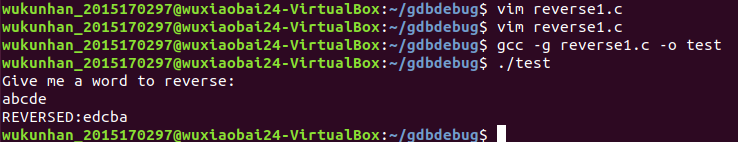 wukunhan_2015170297@wuxiaobai24-VirtualBox:~/gdbdebug$ vim reverse1.c
wukunhan_2015170297@wuxiaobai24-VirtualBox:~/gdbdebug$ vim reverse1.c
wukunhan_2015170297@wuxiaobai24-VirtualBox:~/gdbdebug$ gcc -g reverse1.c -o test
wukunhan_2015170297@wuxiaobai24-VirtualBox:~/gdbdebug$ ./test
Give me a word to reverse:
abcde
REVERSED:edcba
wukunhan_2015170297@wuxiaobai24-VirtualBox:~/gdbdebug$